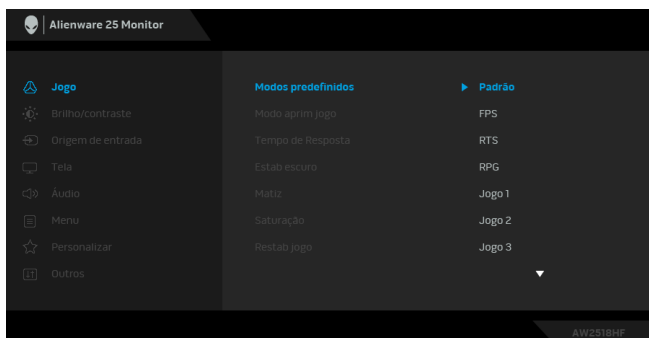 Alienware 25 Monitor
Jogo Modos predefinidos Padrão
Brilho/contraste Modo aprim jogo FPS
Origem de entrada Tempo de Resposta RTS
Tela Estab escuro RPG
Áudio Matiz Jogo 1
Menu Saturação Jogo 2
Personalizar Restab jogo Jogo 3
Outros
AW2518HF